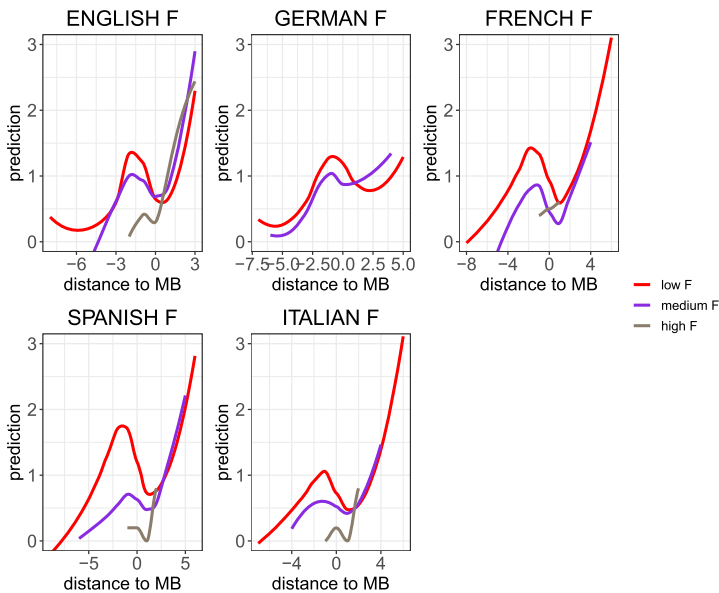 ENGLISH F
GERMAN F
FRENCH F
3
2
1
0
prediction
−6 −3 0 3
distance to MB
3
2
1
0
prediction
−7.5 −5.0 −2.5 0.0 2.5 5.0
distance to MB
3
2
1
0
prediction
−8 −4 0 4
distance to MB
low F
medium F
high F
SPANISH F
ITALIAN F
3
2
1
0
prediction
−5 0 5
distance to MB
3
2
1
0
prediction
−4 0 4
distance to MB